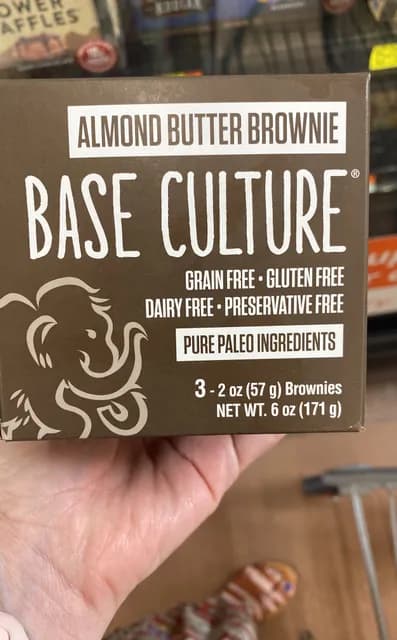 AFFLES
ALMOND BUTTER BROWNIE
BASE CULTURE®
GRAIN FREE • GLUTEN FREE
DAIRY FREE • PRESERVATIVE FREE
PURE PALEO INGREDIENTS
3 - 2 oz (57 g) Brownies
NET WT. 6 oz (171 g)